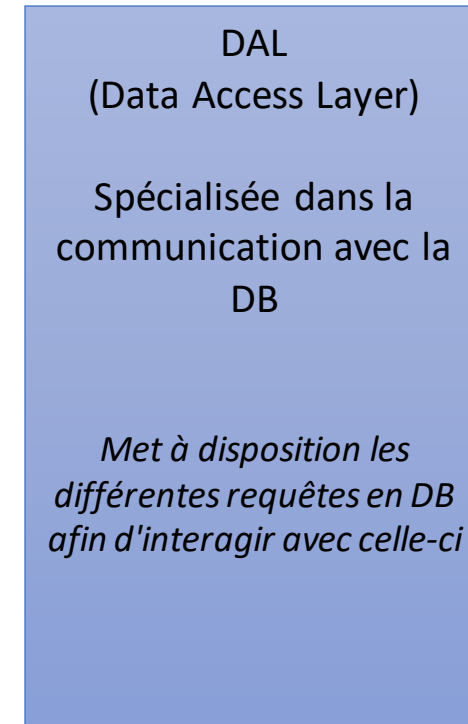 DAL
(Data Access Layer)
Spécialisée dans la
communication avec la
DB
Met à disposition les
différentes requêtes en DB
afin d'interagir avec celle-ci